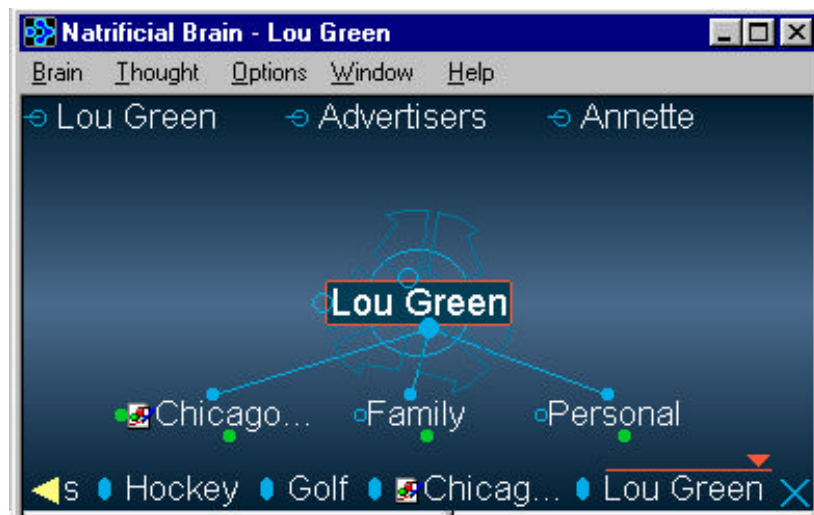 Natrificial Brain - Lou Green
Brain Thought Options Window Help
Lou Green Advertisers Annette
Lou Green
Chicago... Family Personal
s Hockey Golf Chicag... Lou Green